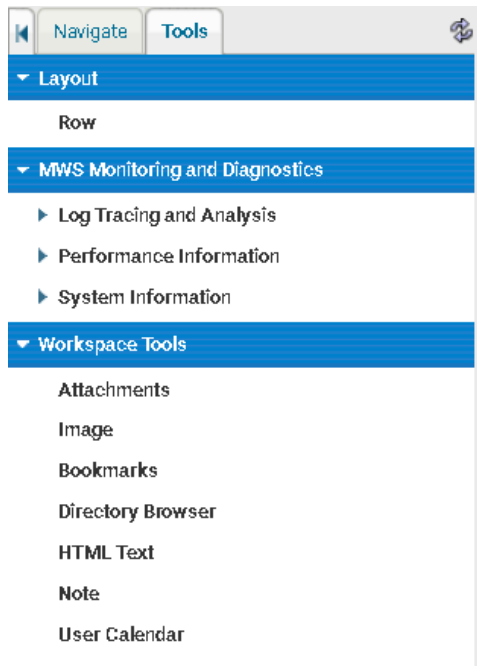 Navigate
Tools
Layout
Row
MWS Monitoring and Diagnostics
Log Tracing and Analysis
Performance Information
System Information
Workspace Tools
Attachments
Image
Bookmarks
Directory Browser
HTML Text
Note
User Calendar